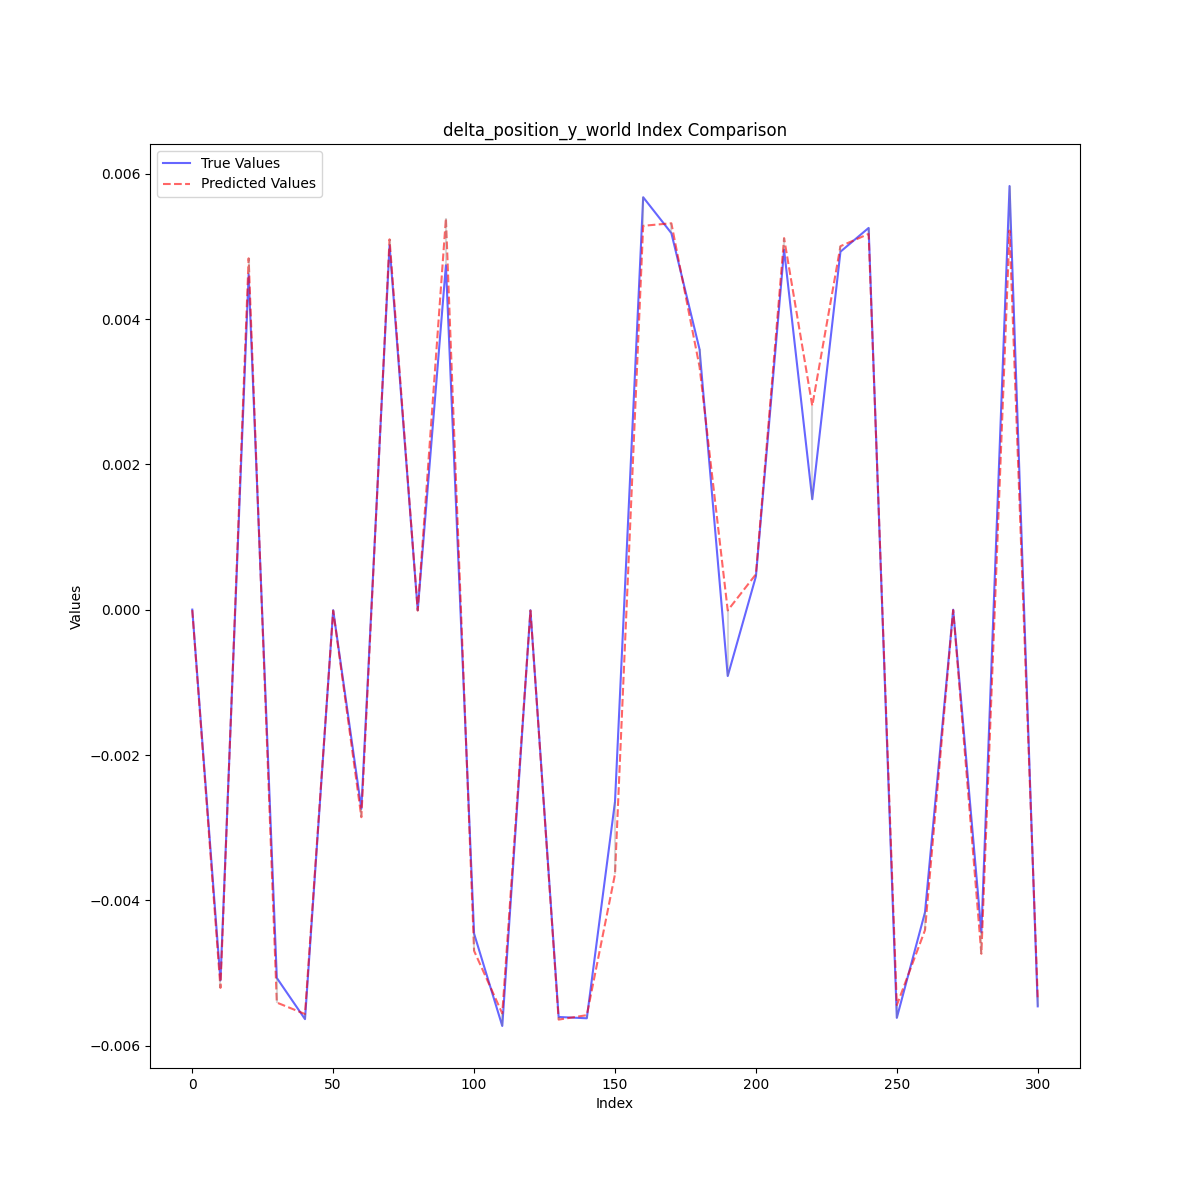 delta_position_y_world Index Comparison
True Values
Predicted Values
0.006
0.004
0.002
0.000
−0.002
−0.004
−0.006
Values
0 50 100 150 200 250 300
Index